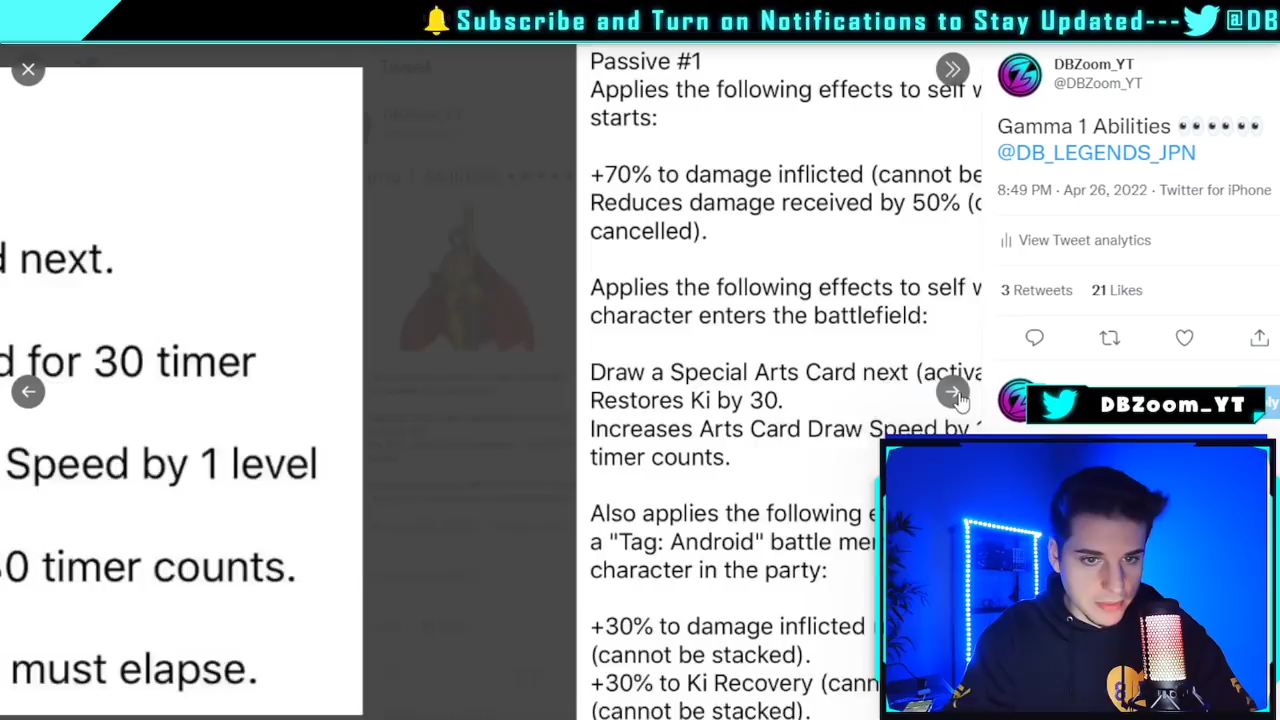 Subscribe and Turn on Notifications to Stay Updated--- @DB
next.
for 30 timer
Speed by 1 level
timer counts.
must elapse.
Passive #1
Applies the following effects to self
starts:
+70% to damage inflicted (cannot be
Reduces damage received by 50%
cancelled).
Applies the following effects to self
character enters the battlefield:
Draw a Special Arts Card next
Restores Ki by 30.
Increases Arts Card Draw Speed by
timer counts.
Also applies the following
a "Tag: Android" battle
character in the party:
+30% to damage inflicted
(cannot be stacked).
+30% to Ki Recovery
(cannot be stacked).
DBZoom_YT
@DBZoom_YT
Gamma 1 Abilities 👀👀👀
@DB_LEGENDS_JPN
8:49 PM · Apr 26, 2022 · Twitter for iPhone
View Tweet analytics
3 Retweets 21 Likes
DBZoom_YT